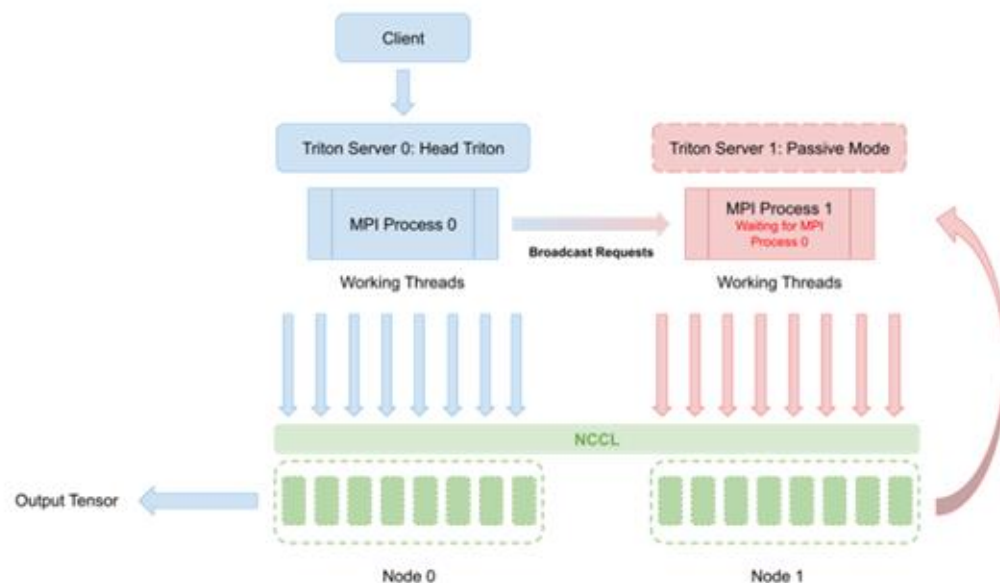 Client
Triton Server 0: Head Triton
Triton Server 1: Passive Mode
MPI Process 0
Broadcast Requests
MPI Process 1
Waiting for MPI
Process 0
Working Threads
Working Threads
NCCL
Output Tensor
Node 0
Node 1